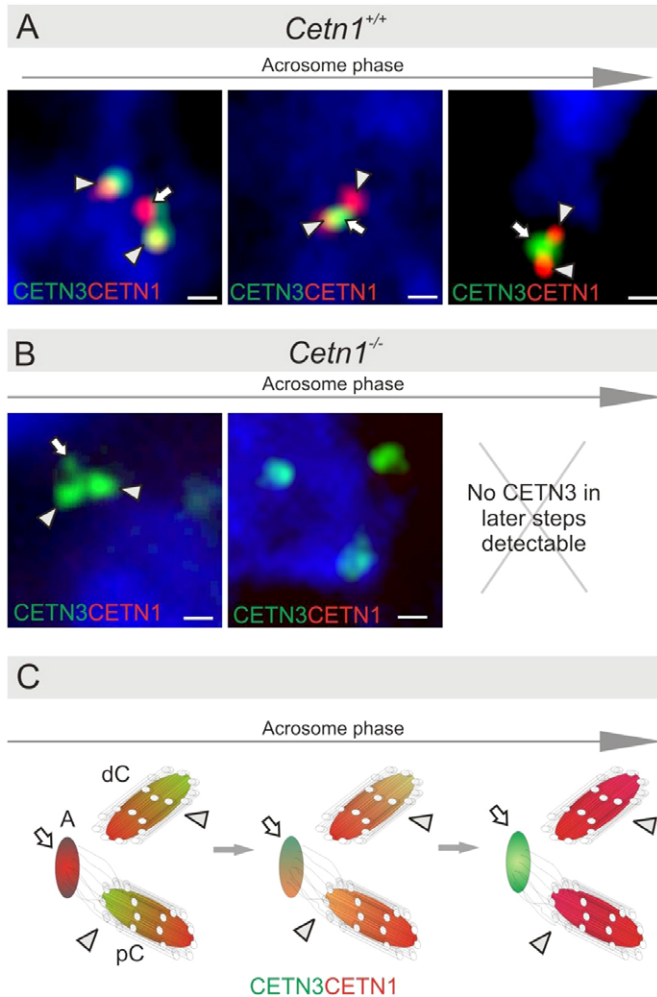 A
Cetn1+/+
Acrosome phase
CETN3CETN1
CETN3CETN1
CETN3CETN1
B
Cetn1-/-
Acrosome phase
CETN3CETN1
CETN3CETN1
No CETN3 in
later steps
detectable
C
Acrosome phase
dC
A
pC
CETN3CETN1